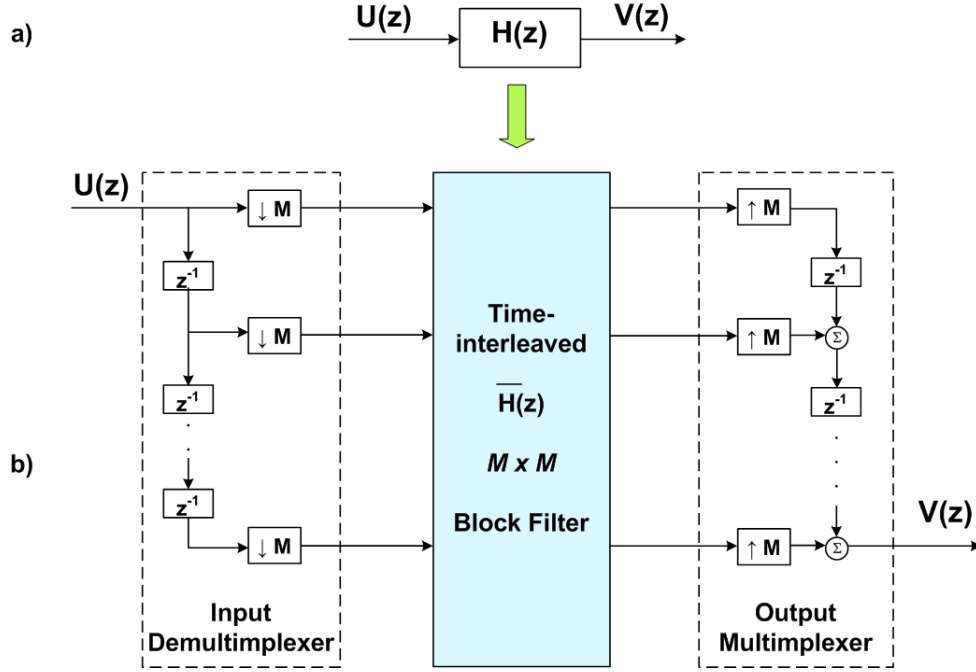 a)
U(z)
H(z)
V(z)
U(z)
↓ M
↑ M
z⁻¹
z⁻¹
Time-
interleaved
H̅(z)
M x M
Block Filter
↓ M
↑ M
Σ
z⁻¹
z⁻¹
b)
z⁻¹
V(z)
↓ M
↑ M
Σ
Input
Demultimplexer
Output
Multimplexer